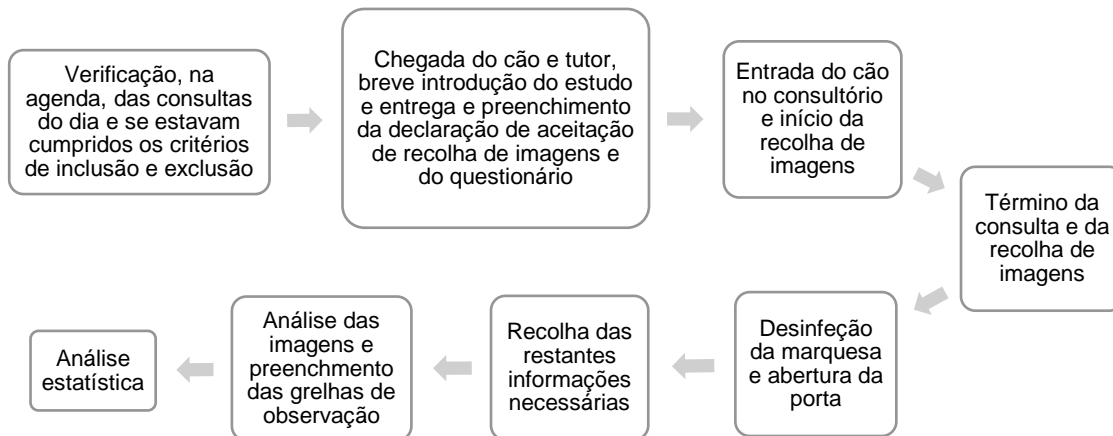 Verificação, na
agenda, das consultas
do dia e se estavam
cumpridos os critérios
de inclusão e exclusão
Chegada do cão e tutor,
breve introdução do estudo
e entrega e preenchimento
da declaração de aceitação
de recolha de imagens e
do questionário
Entrada do cão
no consultório
e início da
recolha de
imagens
Término da
consulta e da
recolha de
imagens
Desinfeção
da marquesa
e abertura da
porta
Recolha das
restantes
informações
necessárias
Análise das
imagens e
preenchmento
das grelhas de
observação
Análise
estatística